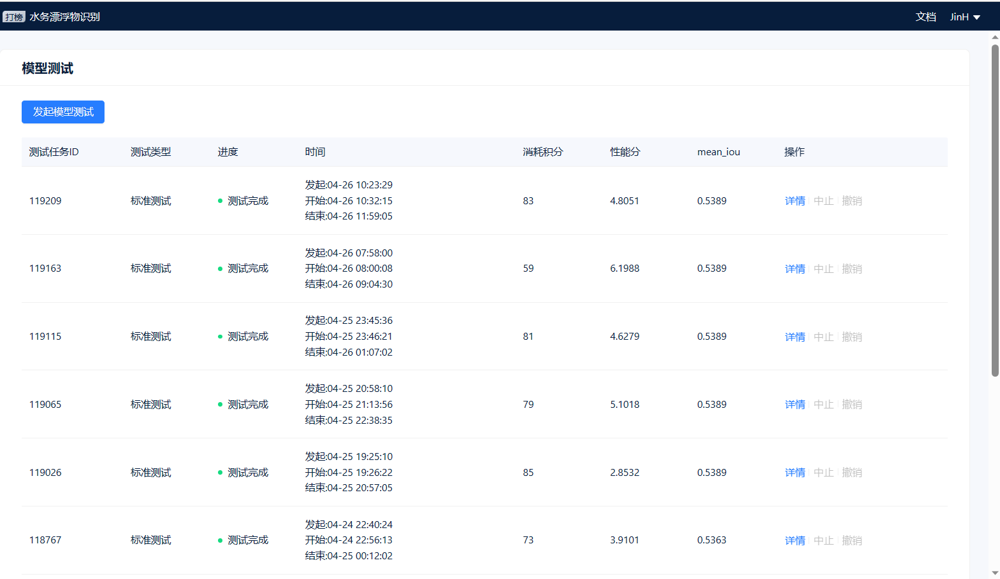 打榜 水务漂浮物识别 文档 JinH
模型测试
发起模型测试
测试任务ID 测试类型 进度 时间 消耗积分 性能分 mean_iou 操作
发起:04-26 10:23:29
119209 标准测试 测试完成 开始:04-26 10:32:15 83 4.8051 0.5389 详情 中止 撤销
结束:04-26 11:59:05
发起:04-26 07:58:00
119163 标准测试 测试完成 开始:04-26 08:00:08 59 6.1988 0.5389 详情 中止 撤销
结束:04-26 09:04:30
发起:04-25 23:45:36
119115 标准测试 测试完成 开始:04-25 23:46:21 81 4.6279 0.5389 详情 中止 撤销
结束:04-26 01:07:02
发起:04-25 20:58:10
119065 标准测试 测试完成 开始:04-25 21:13:56 79 5.1018 0.5389 详情 中止 撤销
结束:04-25 22:38:35
发起:04-25 19:25:10
119026 标准测试 测试完成 开始:04-25 19:26:22 85 2.8532 0.5389 详情 中止 撤销
结束:04-25 20:57:05
发起:04-24 22:40:24
118767 标准测试 测试完成 开始:04-24 22:56:13 73 3.9101 0.5363 详情 中止 撤销
结束:04-25 00:12:02